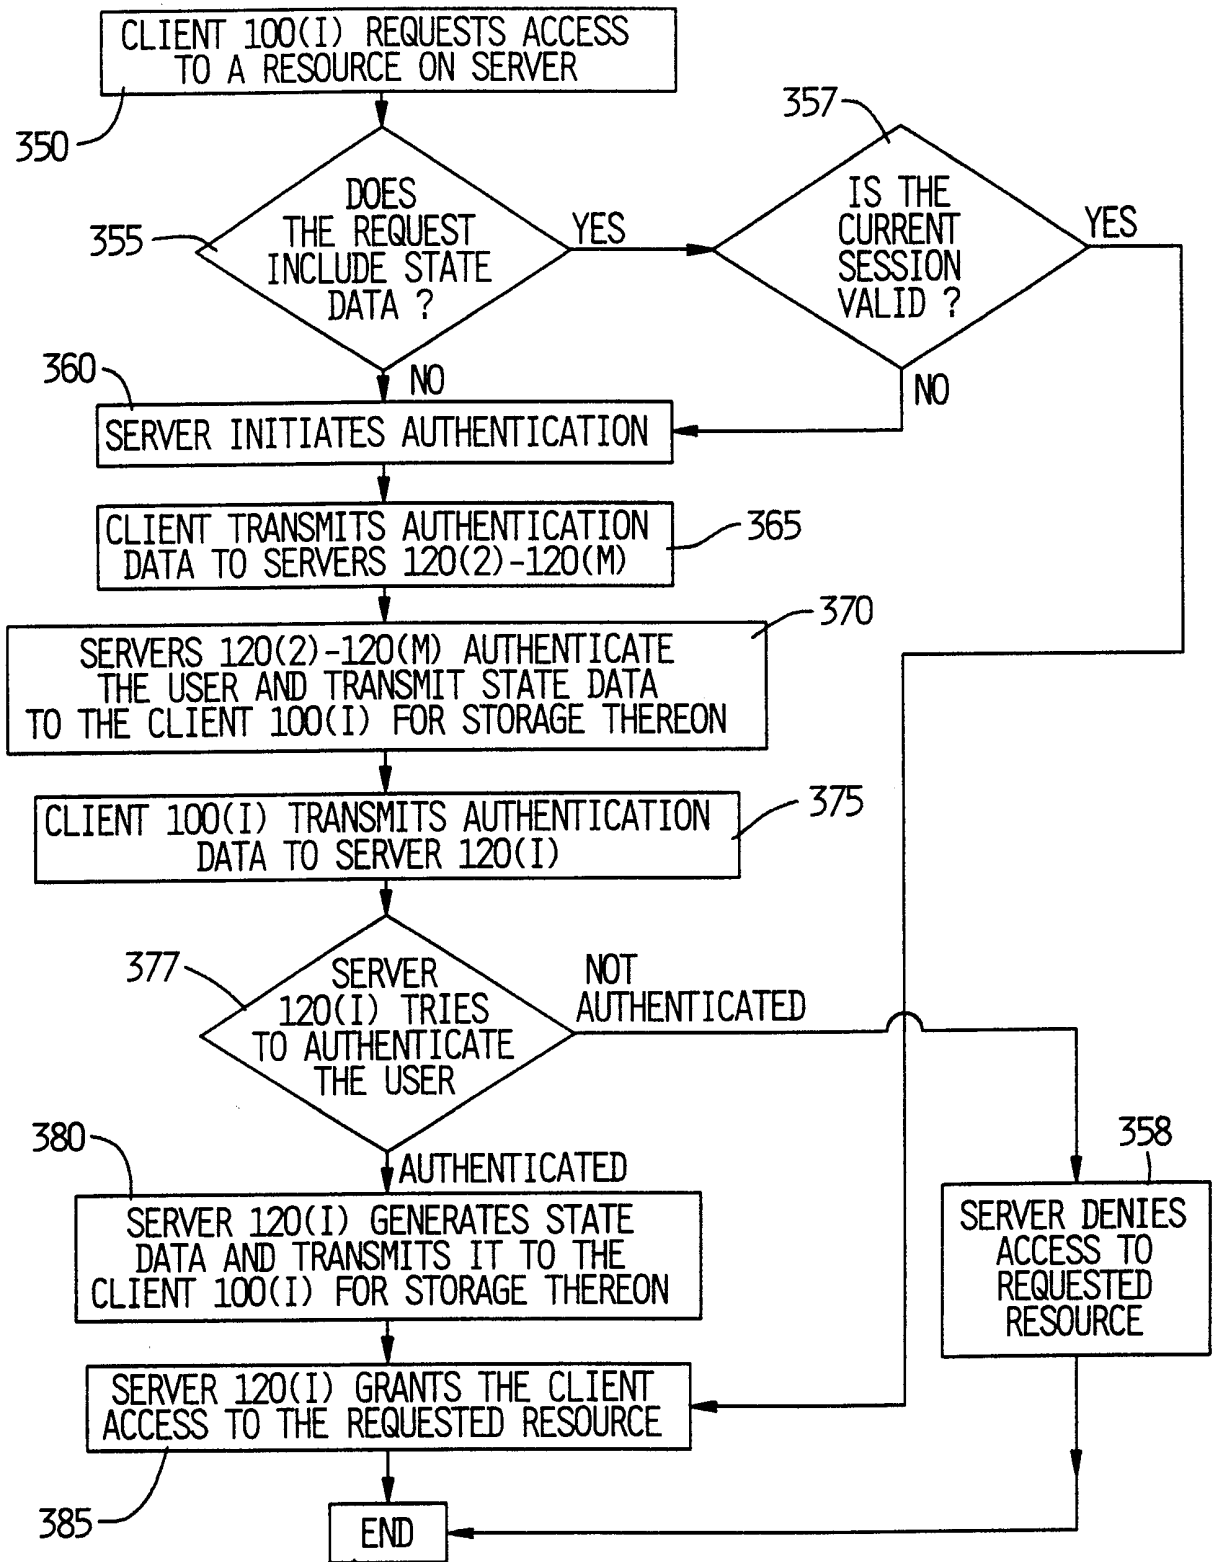 CLIENT 100(I) REQUESTS ACCESS
TO A RESOURCE ON SERVER
350
357
DOES
THE REQUEST
INCLUDE STATE
DATA ?
355
YES
IS THE
CURRENT
SESSION
VALID ?
YES
360
NO
NO
SERVER INITIATES AUTHENTICATION
CLIENT TRANSMITS AUTHENTICATION
DATA TO SERVERS 120(2)-120(M)
365
370
SERVERS 120(2)-120(M) AUTHENTICATE
THE USER AND TRANSMIT STATE DATA
TO THE CLIENT 100(I) FOR STORAGE THEREON
CLIENT 100(I) TRANSMITS AUTHENTICATION
DATA TO SERVER 120(I)
375
377
SERVER
120(I) TRIES
TO AUTHENTICATE
THE USER
NOT
AUTHENTICATED
380
AUTHENTICATED
358
SERVER 120(I) GENERATES STATE
DATA AND TRANSMITS IT TO THE
CLIENT 100(I) FOR STORAGE THEREON
SERVER DENIES
ACCESS TO
REQUESTED
RESOURCE
SERVER 120(I) GRANTS THE CLIENT
ACCESS TO THE REQUESTED RESOURCE
385
END